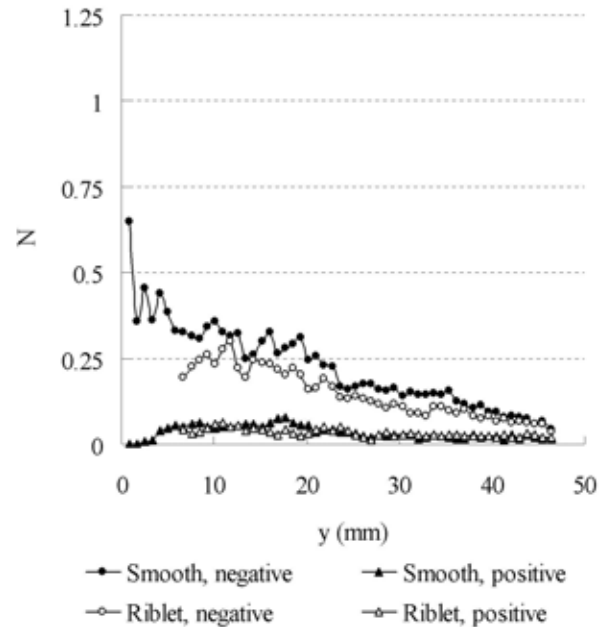 1.25
1
0.75
0.5
0.25
0
N
0 10 20 30 40 50
y (mm)
Smooth, negative Smooth, positive
Riblet, negative Riblet, positive